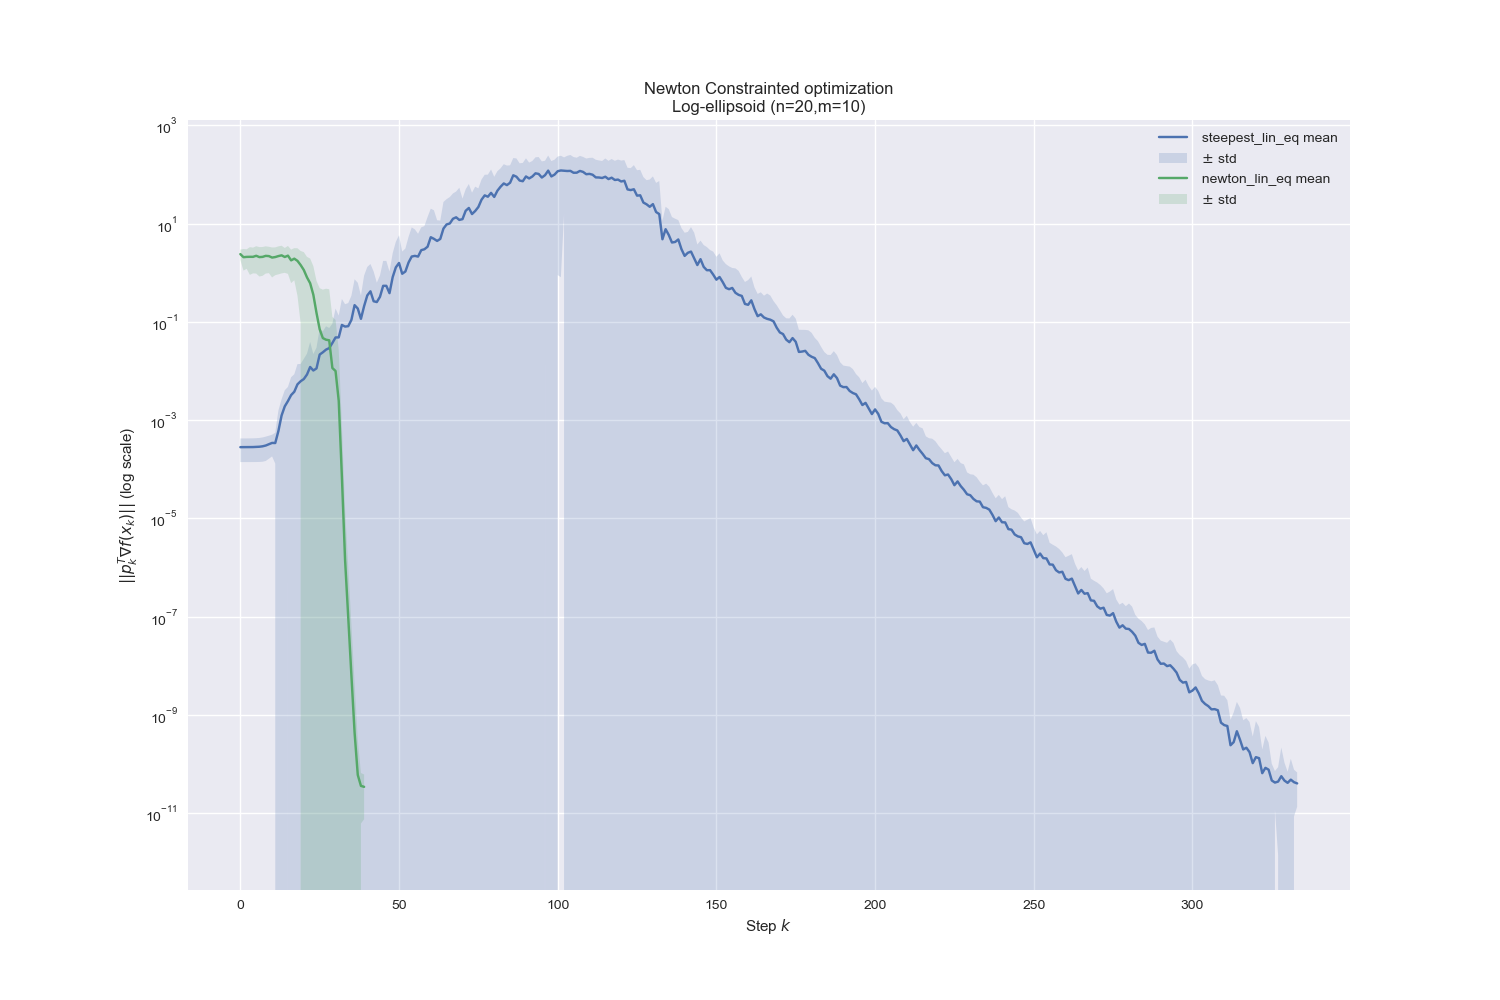 Newton Constrainted optimization
Log-ellipsoid (n=20,m=10)
steepest_lin_eq mean
± std
newton_lin_eq mean
± std
||p_k^T∇f(x_k)|| (log scale)
10^3
10^1
10^−1
10^−3
10^−5
10^−7
10^−9
10^−11
0 50 100 150 200 250 300
Step k